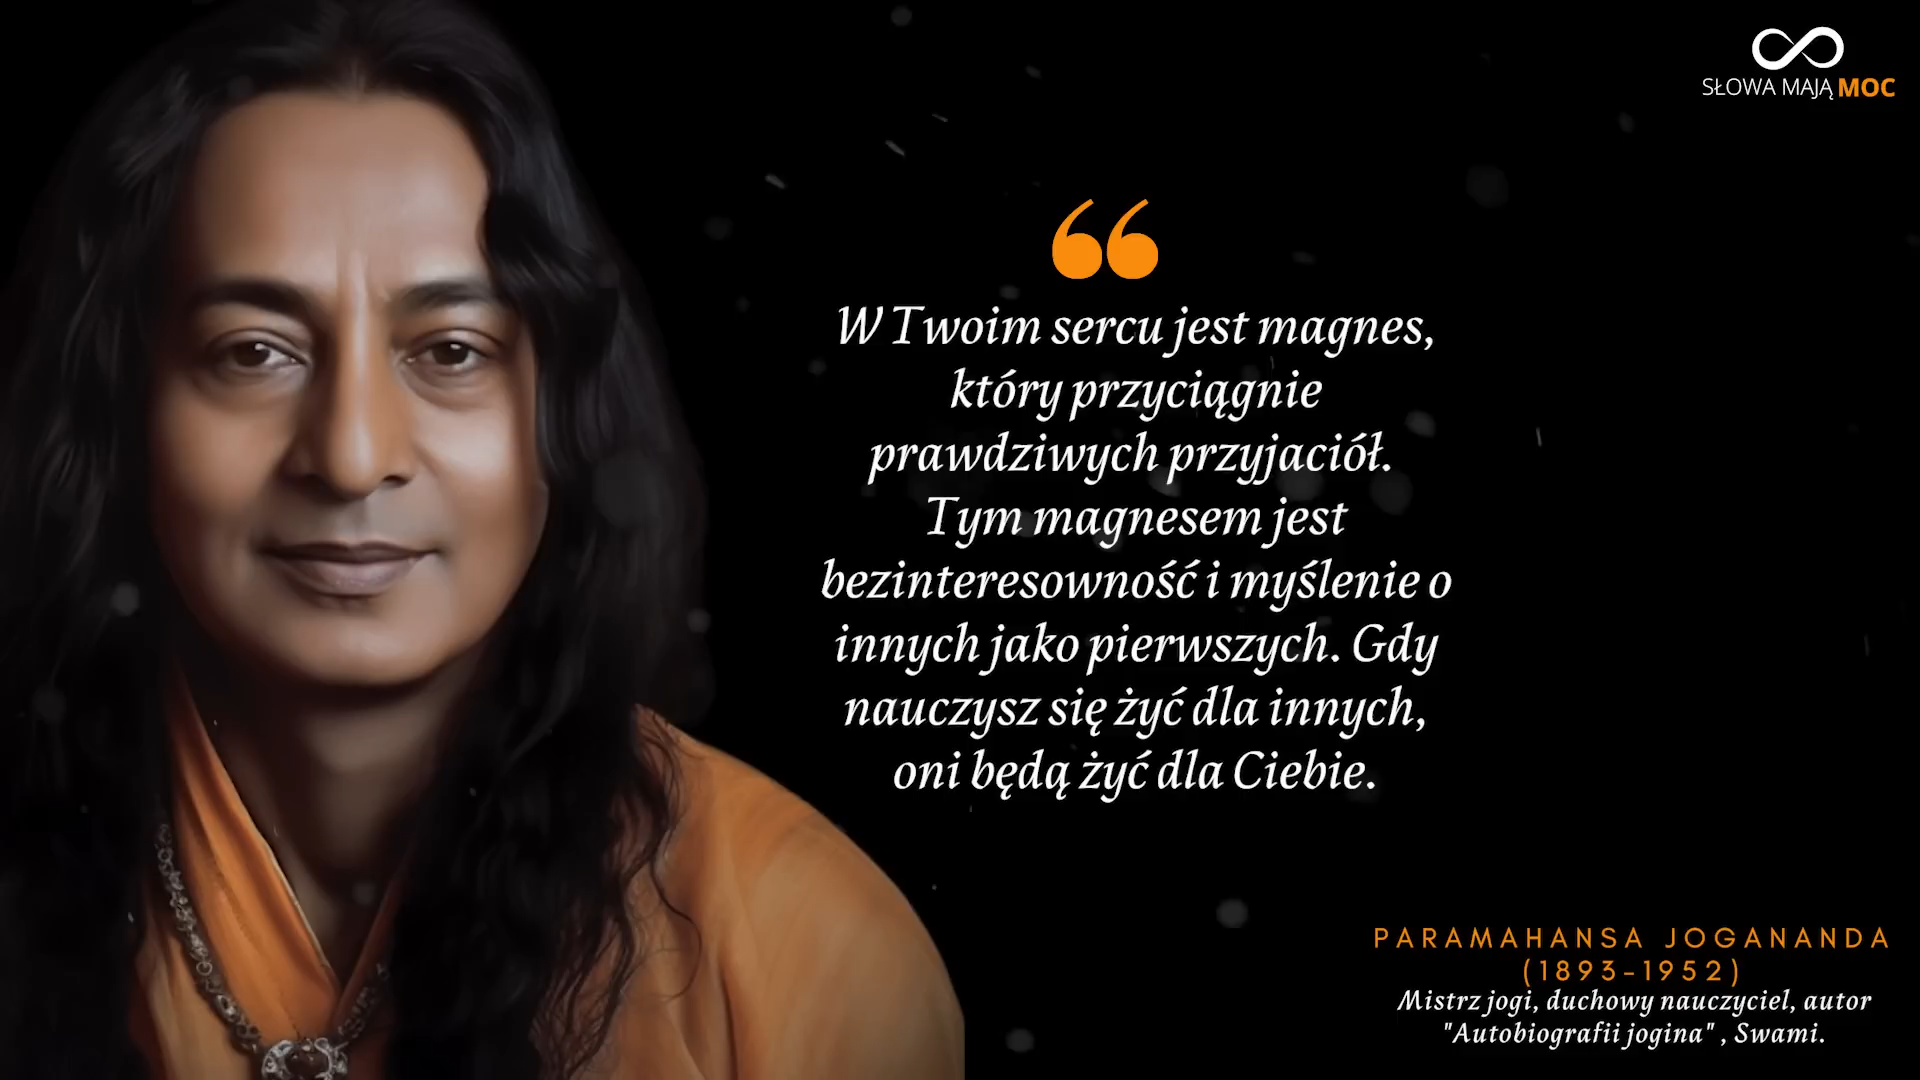 SŁOWA MAJĄ MOC
W Twoim sercu jest magnes,
który przyciągnie
prawdziwych przyjaciół.
Tym magnesem jest
bezinteresowność i myślenie o
innych jako pierwszych. Gdy
nauczysz się żyć dla innych,
oni będą żyć dla Ciebie.
PARAMAHANSA JOGANANDA
(1893-1952)
Mistrz jogi, duchowy nauczyciel, autor
"Autobiografii jogina" , Swami.